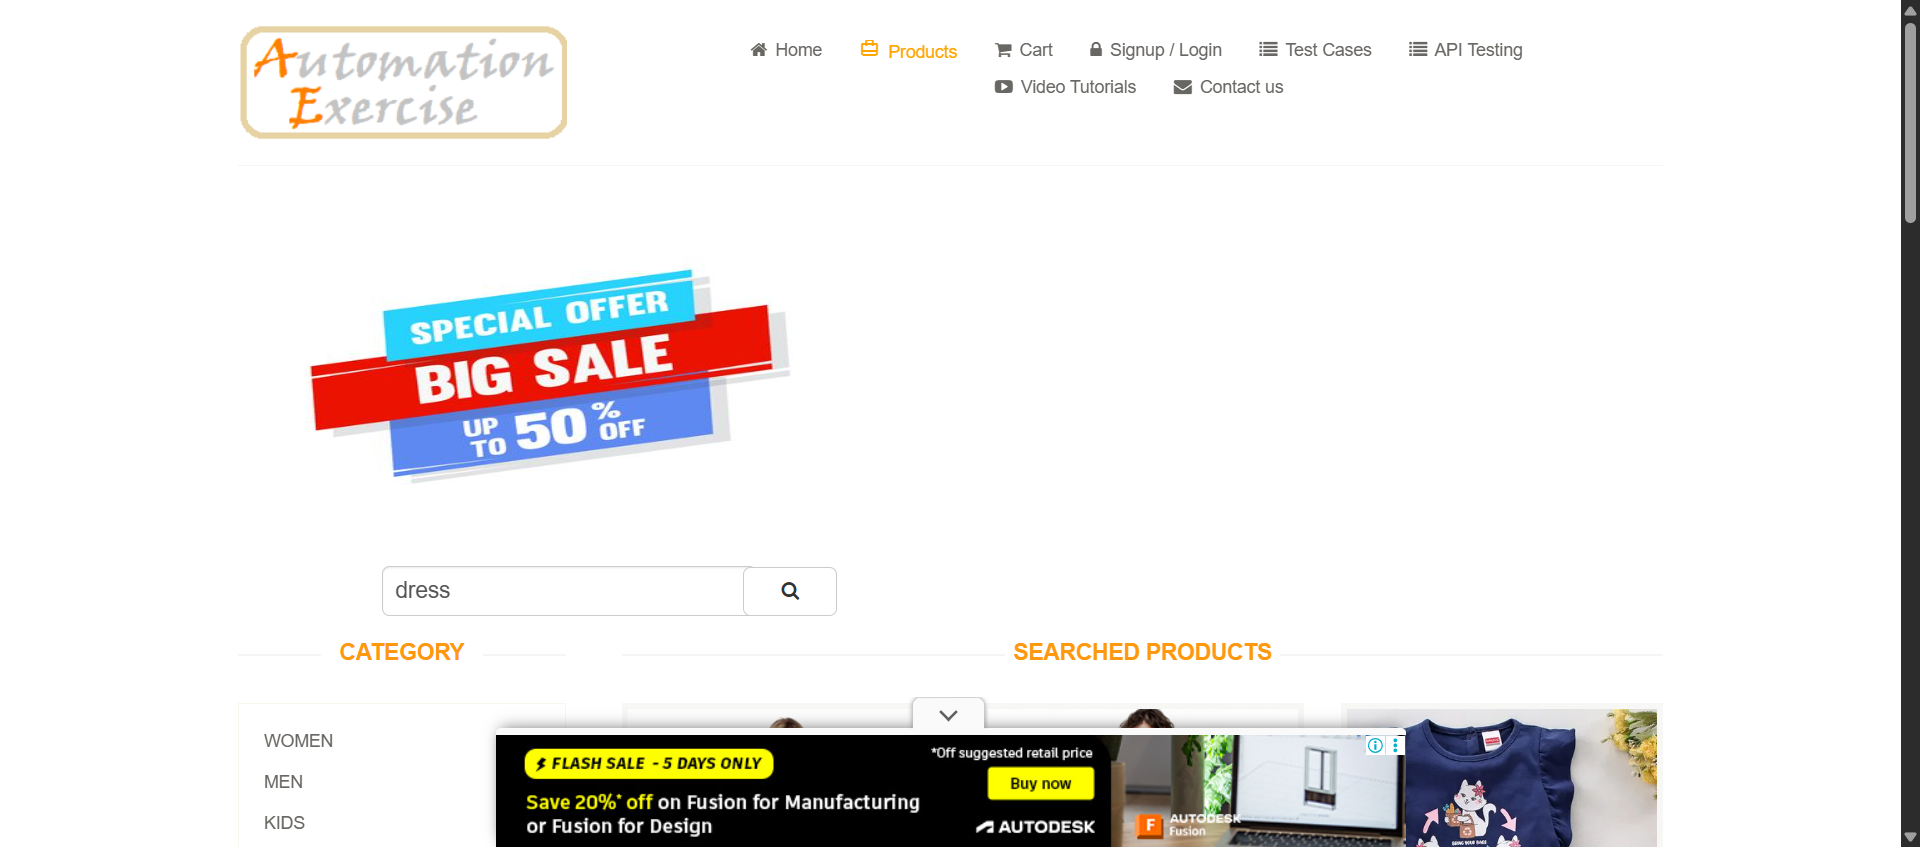 Automation
Exercise
Home
Products
Cart
Signup / Login
Test Cases
API Testing
Video Tutorials
Contact us
SPECIAL OFFER
BIG SALE
UP TO 50% OFF
dress
CATEGORY
SEARCHED PRODUCTS
WOMEN
MEN
KIDS
FLASH SALE - 5 DAYS ONLY
*Off suggested retail price
Buy now
Save 20%* off on Fusion for Manufacturing
or Fusion for Design
AUTODESK
F
AUTODESK
Fusion